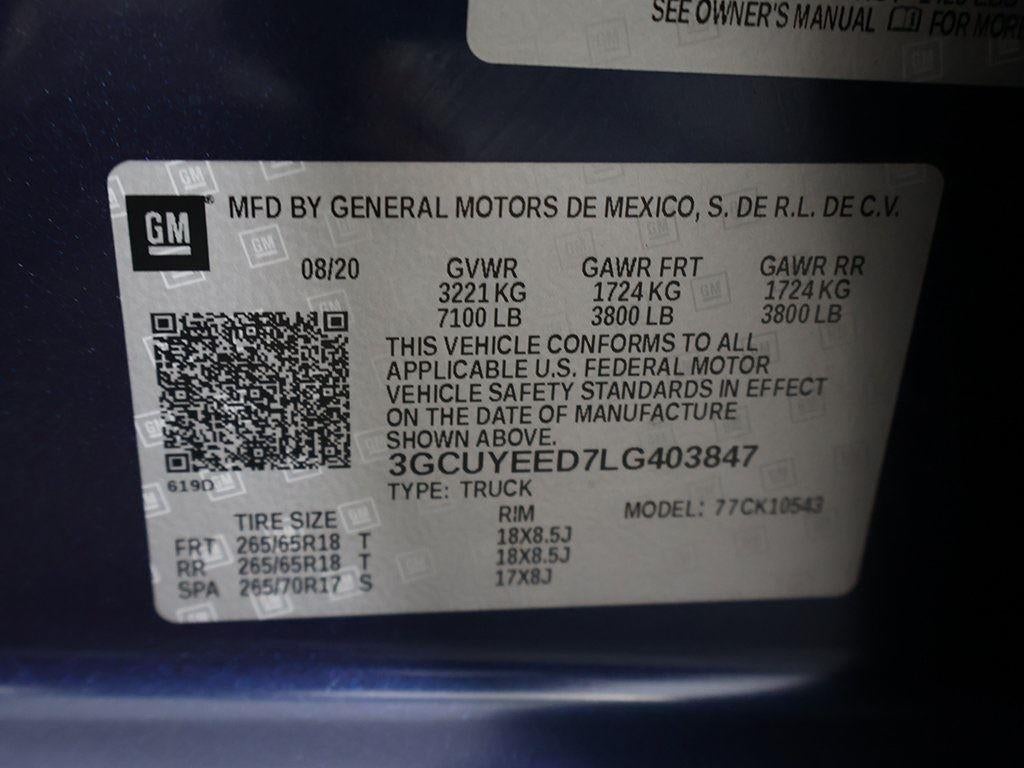 SEE OWNER'S MANUAL FOR MORE
GM
MFD BY GENERAL MOTORS DE MEXICO, S. DE R.L. DE C.V.
08/20 GVWR GAWR FRT GAWR RR
3221 KG 1724 KG 1724 KG
7100 LB 3800 LB 3800 LB
THIS VEHICLE CONFORMS TO ALL
APPLICABLE U.S. FEDERAL MOTOR
VEHICLE SAFETY STANDARDS IN EFFECT
ON THE DATE OF MANUFACTURE
SHOWN ABOVE.
3GCUYEED7LG403847
619D
TYPE: TRUCK
MODEL: 77CK10543
TIRE SIZE RIM
FRT 265/65R18 T 18X8.5J
RR 265/65R18 T 18X8.5J
SPA 265/70R17 S 17X8J